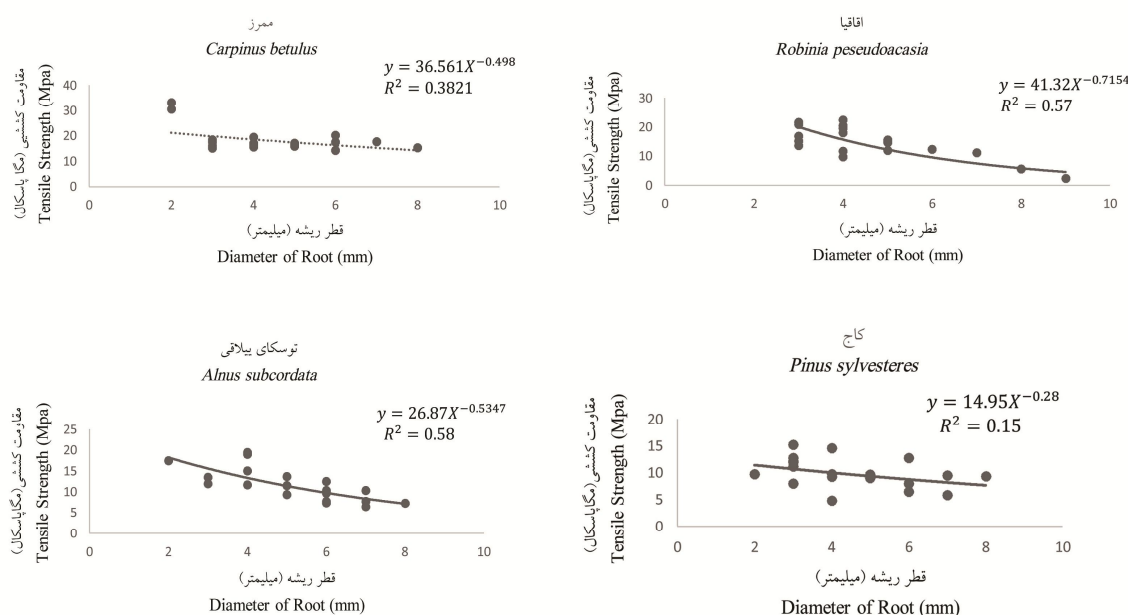 ممرز
Carpinus betulus
y = 36.561X^−0.498
R² = 0.3821
مقاومت کششیی (مگا پاسکال)
Tensile Strength (Mpa)
40
30
20
10
0
0 2 4 6 8 10
قطر ریشه (میلیمتر)
Diameter of Root (mm)
اقاقیا
Robinia peseudoacasia
y = 41.32X^−0.7154
R² = 0.57
مقاومت کششی(مگاپاسکال)
Tensile Strength (Mpa)
30
20
10
0
0 2 4 6 8 10
قطر ریشه (میلیمتر)
Diameter of Root (mm)
توسکای ییلاقی
Alnus subcordata
y = 26.87X^−0.5347
R² = 0.58
مقاومت کششی(مگاپاسکال)
Tensile Strength (Mpa)
25
20
15
10
5
0
0 2 4 6 8 10
قطر ریشه (میلیمتر)
Diameter of Root (mm)
کاج
Pinus sylvesteres
y = 14.95X^−0.28
R² = 0.15
مقاومت کششی(مگاپاسکال)
Tensile Strength (Mpa)
20
15
10
5
0
0 2 4 6 8 10
قطر ریشه (میلیمتر)
Diameter of Root (mm)